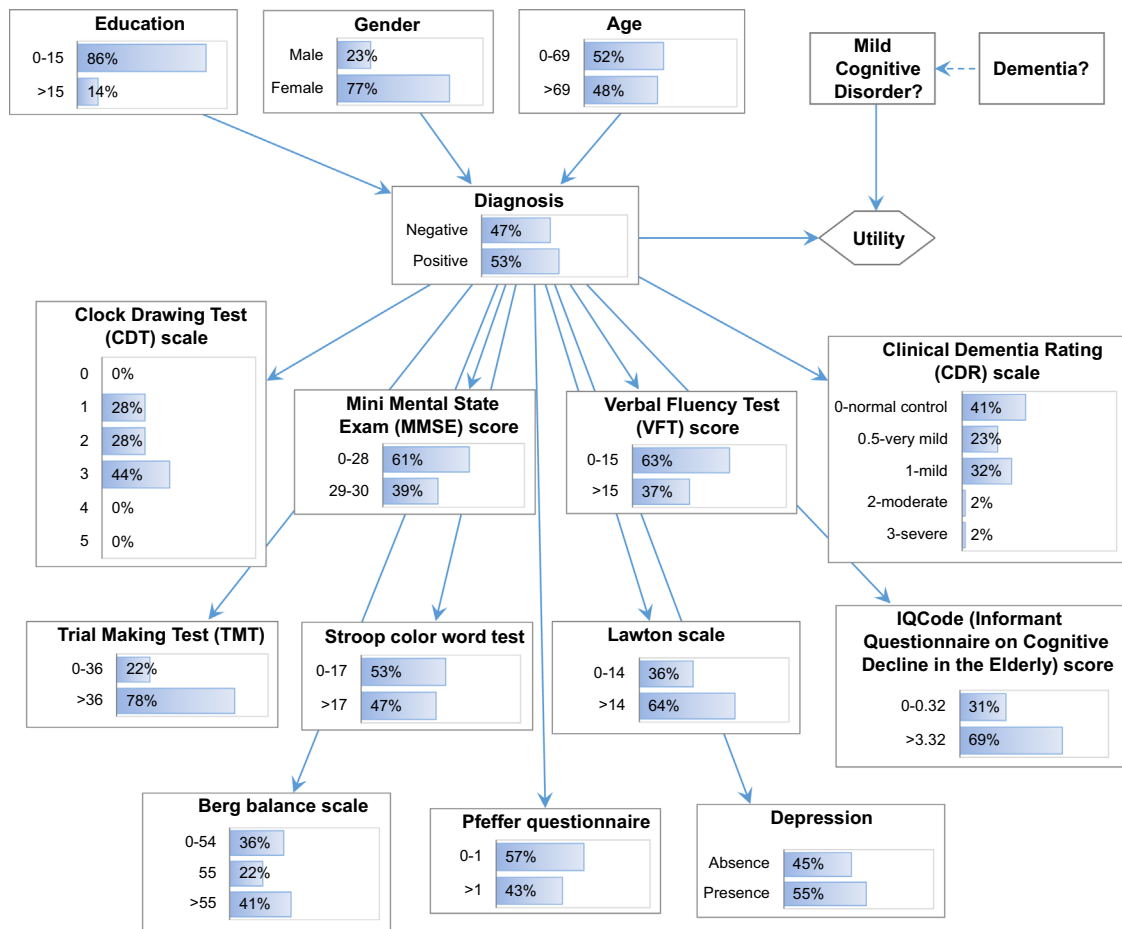 Education
0-15 86%
>15 14%
Gender
Male 23%
Female 77%
Age
0-69 52%
>69 48%
Mild
Cognitive
Disorder?
Dementia?
Diagnosis
Negative 47%
Positive 53%
Utility
Clock Drawing Test
(CDT) scale
0 0%
1 28%
2 28%
3 44%
4 0%
5 0%
Mini Mental State
Exam (MMSE) score
0-28 61%
29-30 39%
Verbal Fluency Test
(VFT) score
0-15 63%
>15 37%
Clinical Dementia Rating
(CDR) scale
0-normal control 41%
0.5-very mild 23%
1-mild 32%
2-moderate 2%
3-severe 2%
Trial Making Test (TMT)
0-36 22%
>36 78%
Stroop color word test
0-17 53%
>17 47%
Lawton scale
0-14 36%
>14 64%
IQCode (Informant
Questionnaire on Cognitive
Decline in the Elderly) score
0-0.32 31%
>3.32 69%
Berg balance scale
0-54 36%
55 22%
>55 41%
Pfeffer questionnaire
0-1 57%
>1 43%
Depression
Absence 45%
Presence 55%